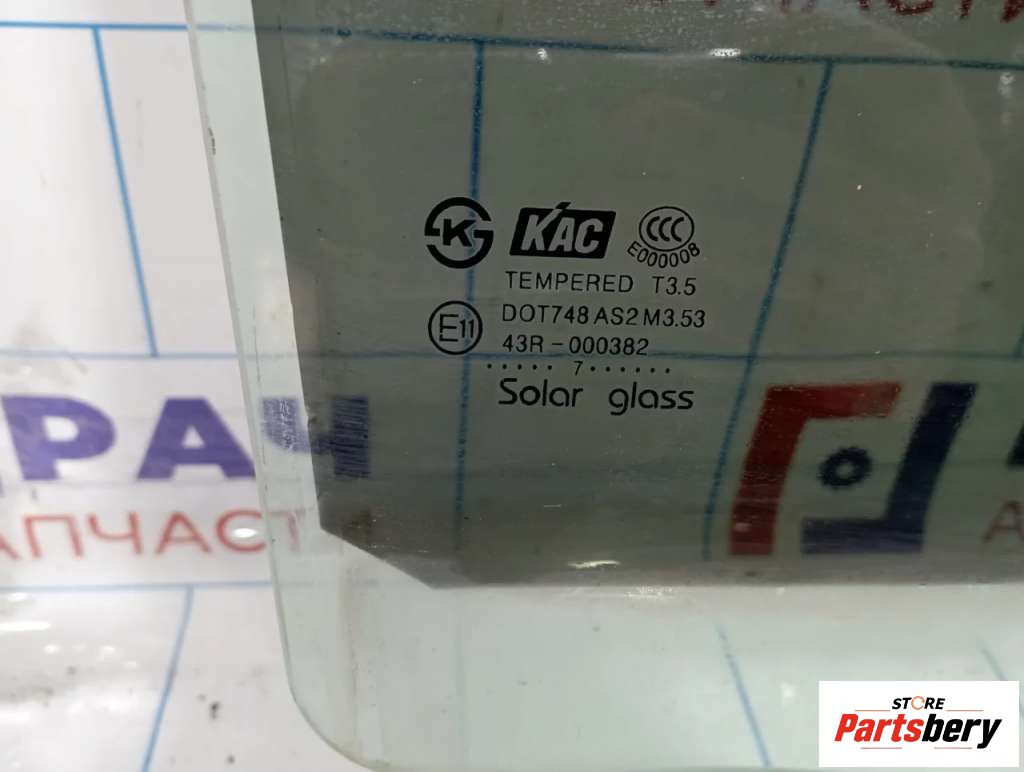 K KAC CCC
E000008
TEMPERED T3.5
E11 DOT748 AS2 M3.53
43R-000382
..... 7 ......
Solar glass
РАЧ
АПЧАСТ
STORE
Partsbery